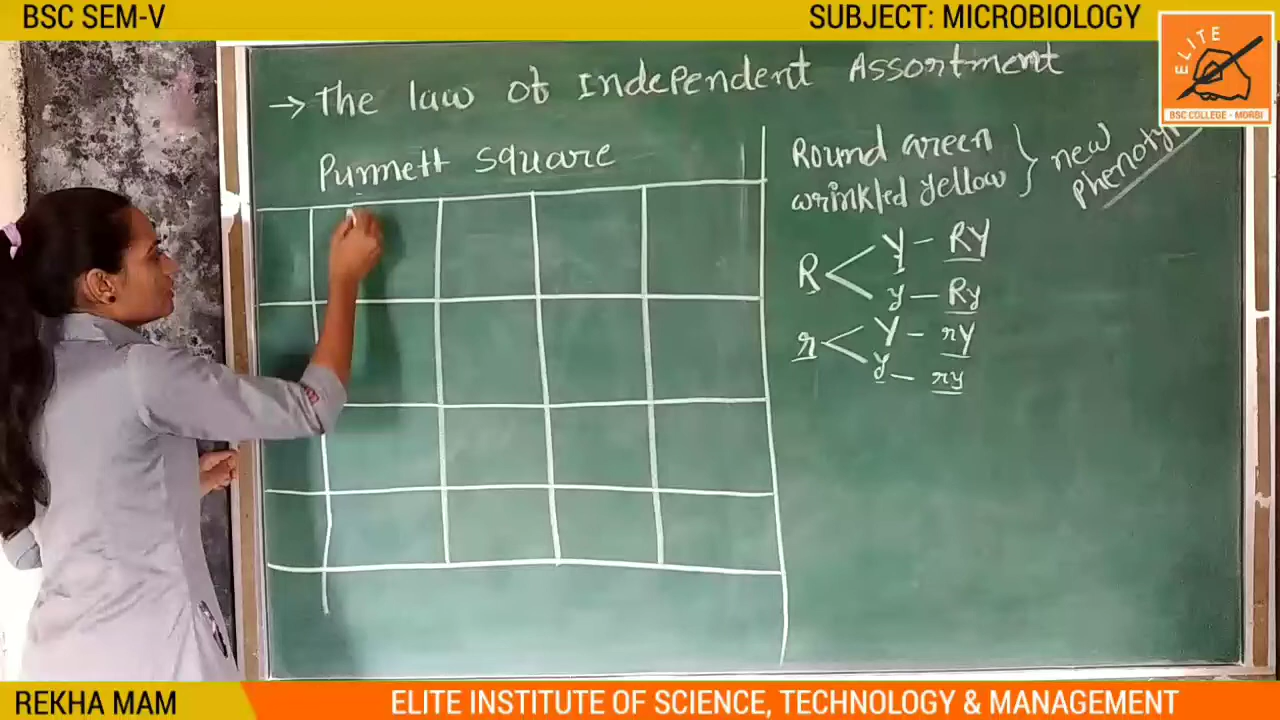 BSC SEM-V
SUBJECT: MICROBIOLOGY
ELITE
BSC COLLEGE - MORBI
→ The law of Independent Assortment
Punnett square
Round Green
wrinkled yellow } new phenotype
R < Y – RY
y – Ry
r < Y – rY
y – ry
REKHA MAM
ELITE INSTITUTE OF SCIENCE, TECHNOLOGY & MANAGEMENT